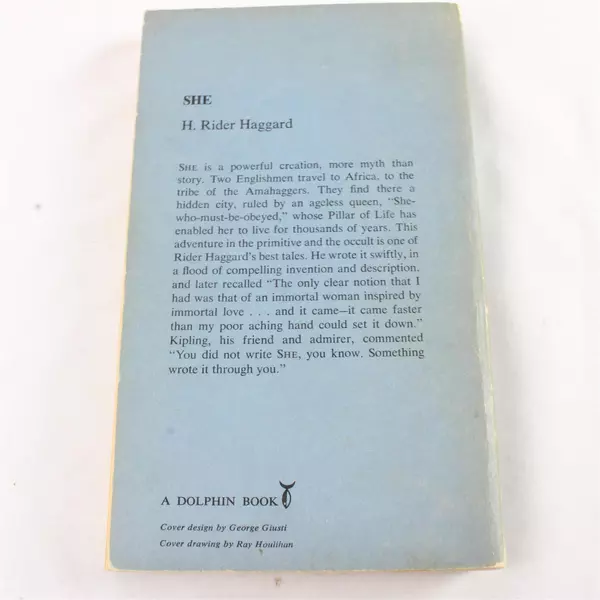 SHE
H. Rider Haggard
SHE is a powerful creation, more myth than
story. Two Englishmen travel to Africa, to the
tribe of the Amahaggers. They find there a
hidden city, ruled by an ageless queen, “She-
who-must-be-obeyed,” whose Pillar of Life has
enabled her to live for thousands of years. This
adventure in the primitive and the occult is one of
Rider Haggard's best tales. He wrote it swiftly, in
a flood of compelling invention and description,
and later recalled “The only clear notion that I
had was that of an immortal woman inspired by
immortal love . . . and it came—it came faster
than my poor aching hand could set it down.”
Kipling, his friend and admirer, commented
“You did not write SHE, you know. Something
wrote it through you.”
A DOLPHIN BOOK
Cover design by George Giusti
Cover drawing by Ray Houlihan